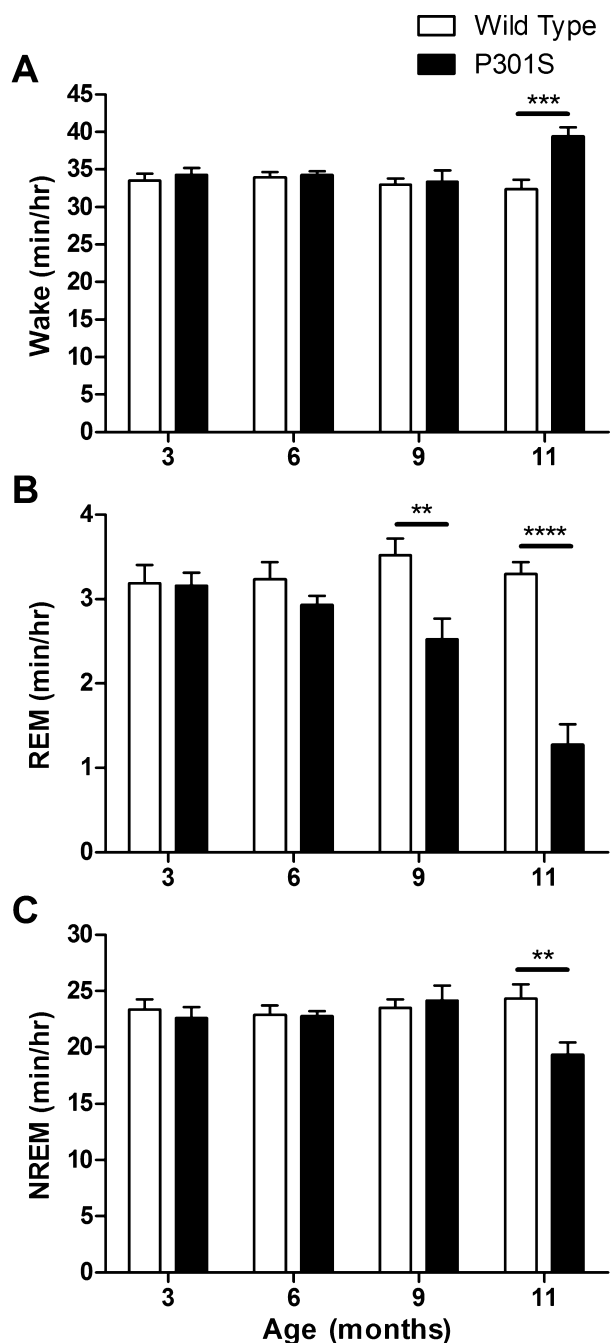 Wild Type
P301S
A
***
45
40
35
30
25
20
15
10
5
0
Wake (min/hr)
3 6 9 11
B
**
****
4
3
2
1
0
REM (min/hr)
3 6 9 11
C
**
30
25
20
15
10
5
0
NREM (min/hr)
3 6 9 11
Age (months)